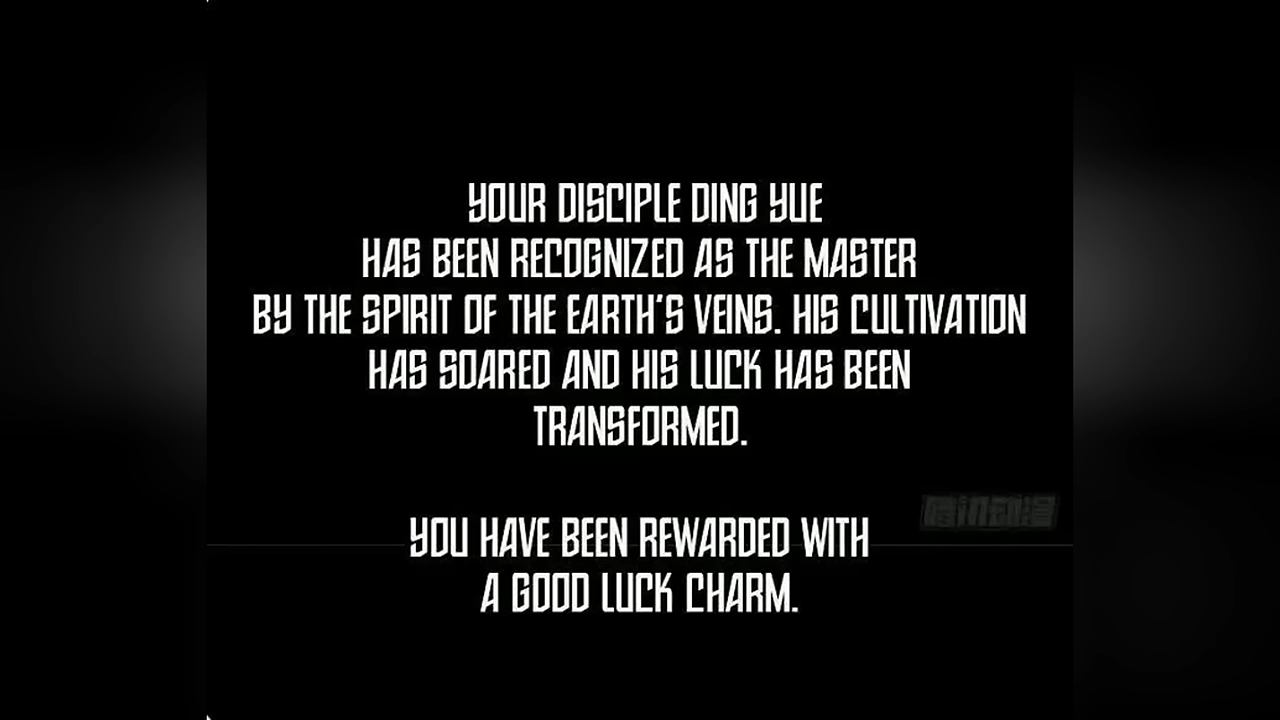 YOUR DISCIPLE DING YUE
HAS BEEN RECOGNIZED AS THE MASTER
BY THE SPIRIT OF THE EARTH'S VEINS. HIS CULTIVATION
HAS SOARED AND HIS LUCK HAS BEEN
TRANSFORMED.
YOU HAVE BEEN REWARDED WITH
A GOOD LUCK CHARM.